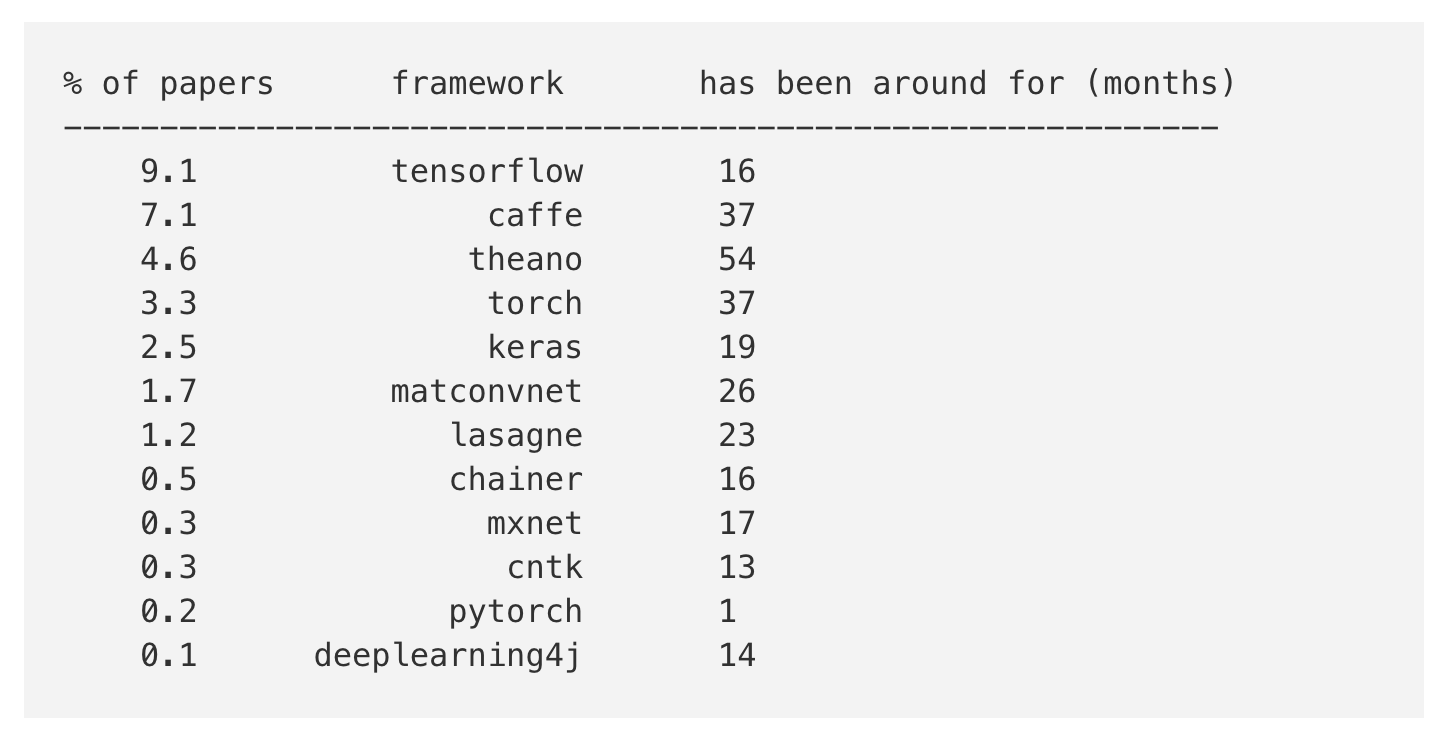 % of papers      framework       has been around for (months)
------------------------------------------------------------
    9.1          tensorflow       16
    7.1               caffe       37
    4.6              theano       54
    3.3               torch       37
    2.5               keras       19
    1.7          matconvnet       26
    1.2             lasagne       23
    0.5             chainer       16
    0.3               mxnet       17
    0.3                cntk       13
    0.2             pytorch       1
    0.1      deeplearning4j       14